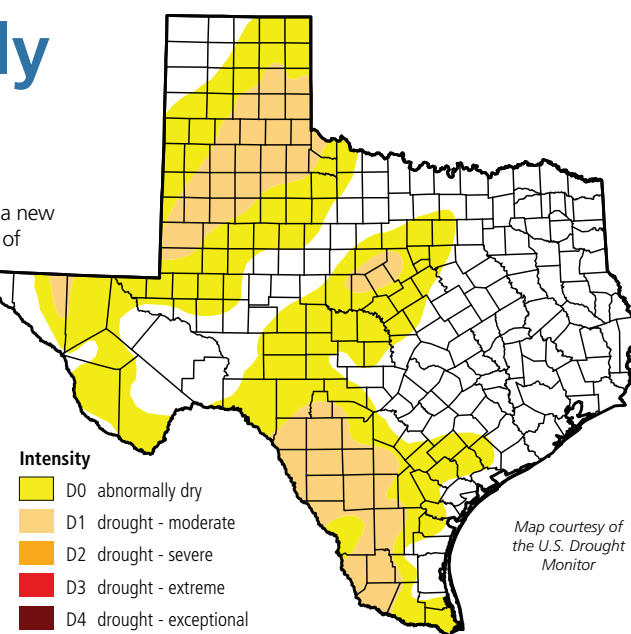 ly
a new
of
Intensity
D0 abnormally dry
D1 drought - moderate
D2 drought - severe
D3 drought - extreme
D4 drought - exceptional
Map courtesy of
the U.S. Drought
Monitor